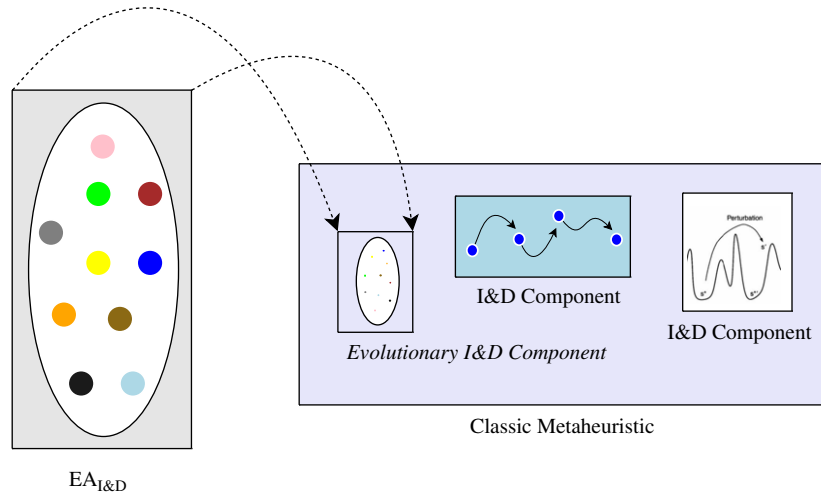 Perturbation
I&D Component
I&D Component
Evolutionary I&D Component
Classic Metaheuristic
EA_I&D